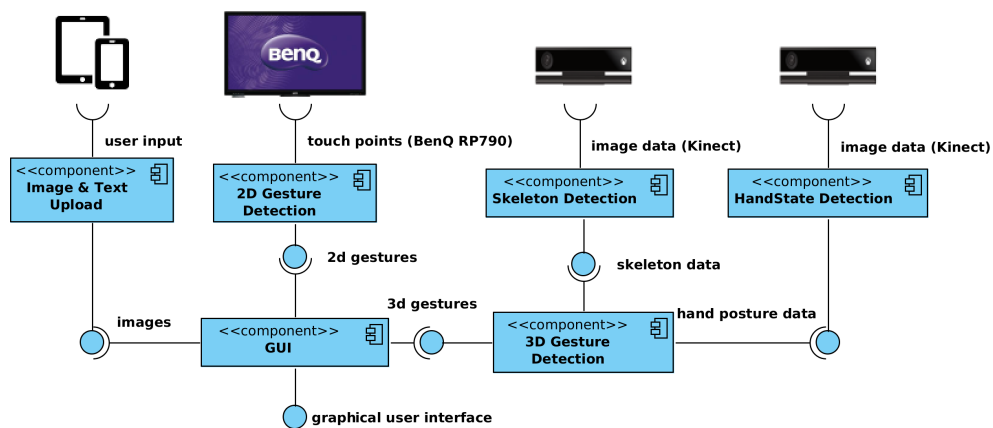 BenQ
user input
touch points (BenQ RP790)
image data (Kinect)
image data (Kinect)
<<component>>
Image & Text
Upload
<<component>>
2D Gesture
Detection
<<component>>
Skeleton Detection
<<component>>
HandState Detection
2d gestures
skeleton data
3d gestures
hand posture data
images
<<component>>
GUI
<<component>>
3D Gesture
Detection
graphical user interface